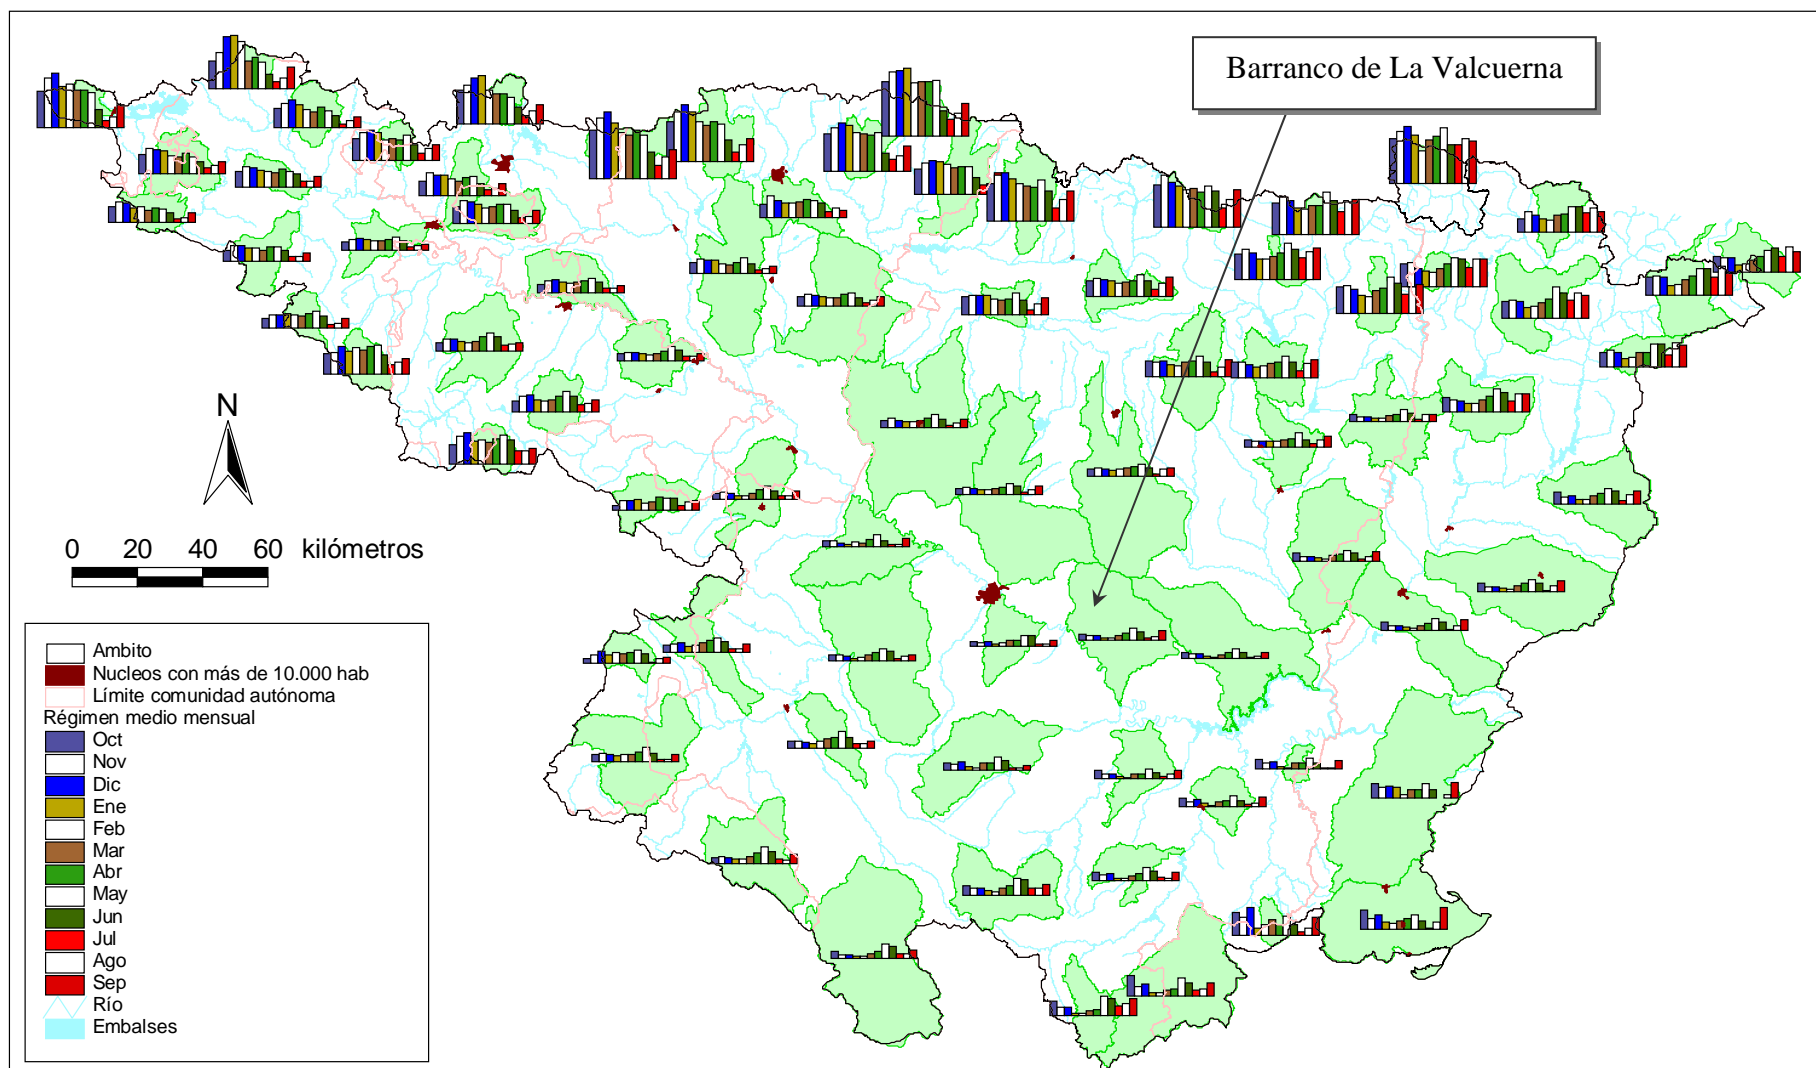 Barranco de La Valcuerna
N
0 20 40 60 kilómetros
Ambito
Nucleos con más de 10.000 hab
Límite comunidad autónoma
Régimen medio mensual
Oct
Nov
Dic
Ene
Feb
Mar
Abr
May
Jun
Jul
Ago
Sep
Río
Embalses